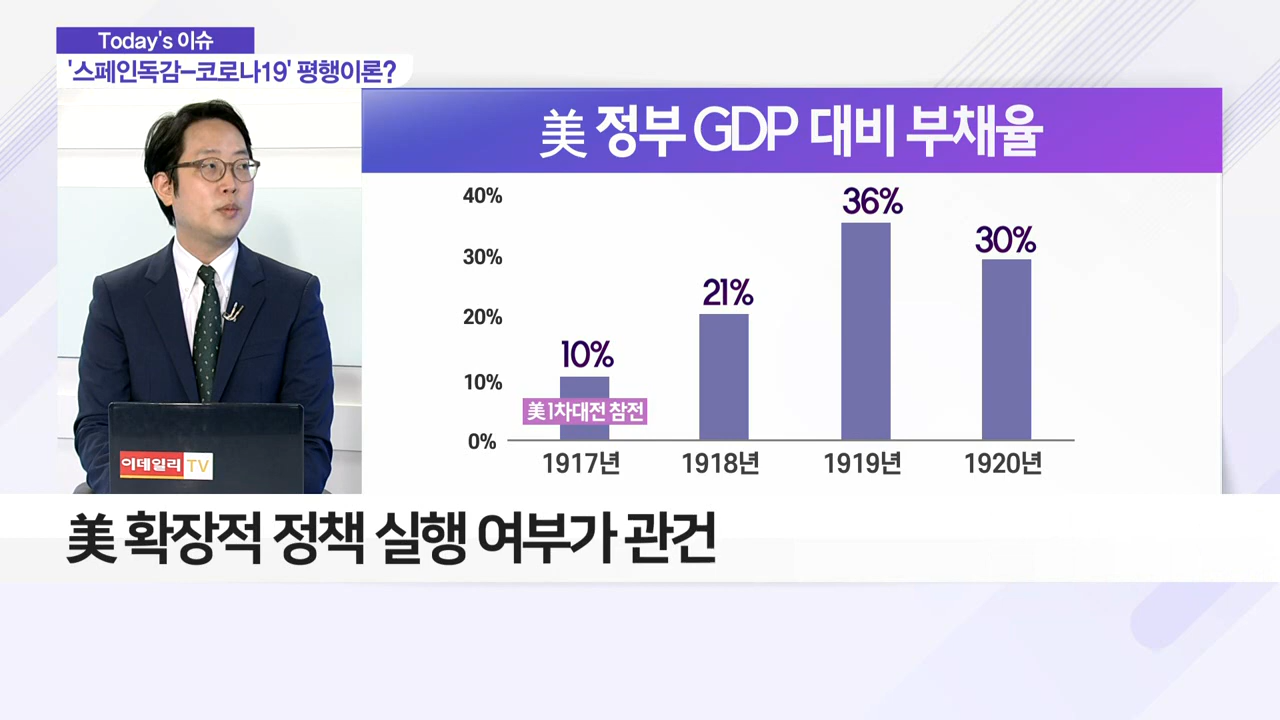 Today's 이슈
'스페인독감-코로나19' 평행이론?
美 정부 GDP 대비 부채율
40%
30%
20%
10%
0%
10%
21%
36%
30%
美 1차대전 참전
1917년
1918년
1919년
1920년
이데일리 TV
美 확장적 정책 실행 여부가 관건